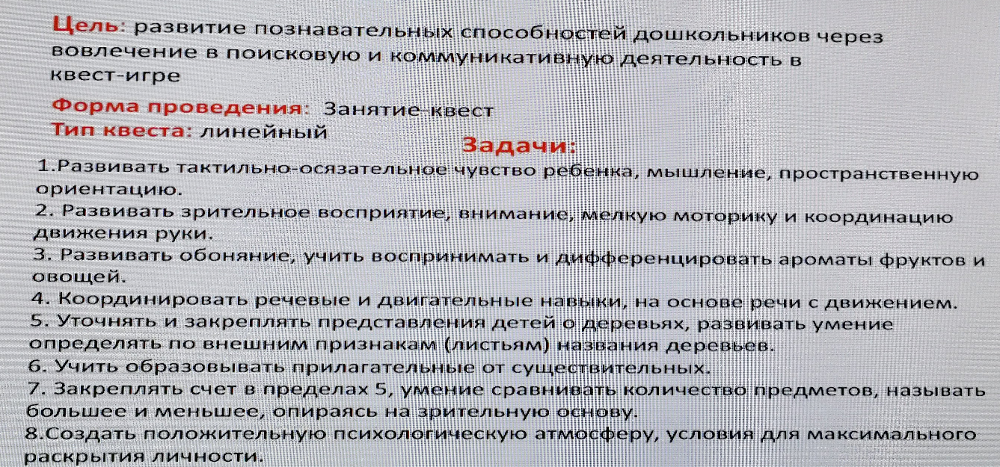 Цель: развитие познавательных способностей дошкольников через
вовлечение в поисковую и коммуникативную деятельность в
квест-игре
Форма проведения: Занятие-квест
Тип квеста: линейный
Задачи:
1.Развивать тактильно-осязательное чувство ребенка, мышление, пространственную
ориентацию.
2. Развивать зрительное восприятие, внимание, мелкую моторику и координацию
движения руки.
3. Развивать обоняние, учить воспринимать и дифференцировать ароматы фруктов и
овощей.
4. Координировать речевые и двигательные навыки, на основе речи с движением.
5. Уточнять и закреплять представления детей о деревьях, развивать умение
определять по внешним признакам (листьям) названия деревьев.
6. Учить образовывать прилагательные от существительных.
7. Закреплять счет в пределах 5, умение сравнивать количество предметов, называть
большее и меньшее, опираясь на зрительную основу.
8.Создать положительную психологическую атмосферу, условия для максимального
раскрытия личности.